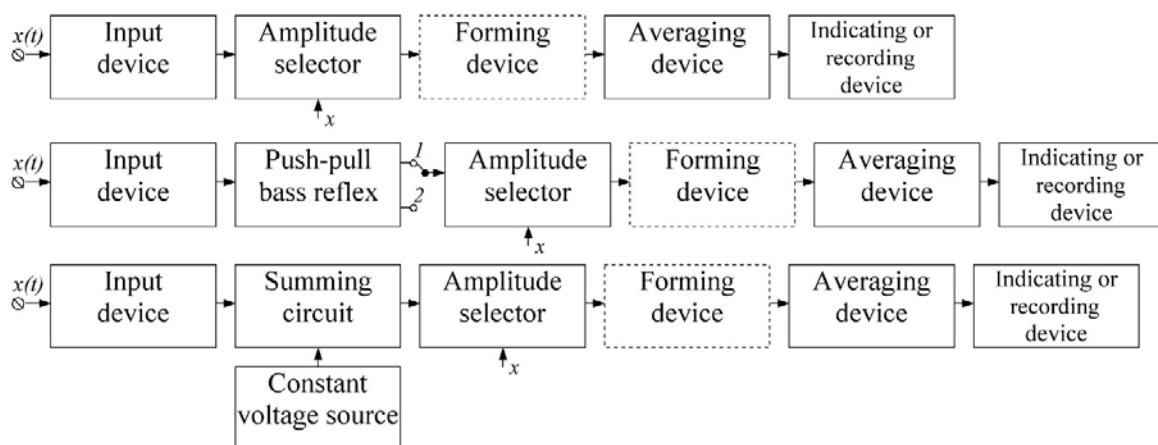 x(t)
Input
device
Amplitude
selector
x
Forming
device
Averaging
device
Indicating or
recording
device
x(t)
Input
device
Push-pull
bass reflex
1
2
Amplitude
selector
x
Forming
device
Averaging
device
Indicating or
recording
device
x(t)
Input
device
Summing
circuit
Constant
voltage source
Amplitude
selector
x
Forming
device
Averaging
device
Indicating or
recording
device